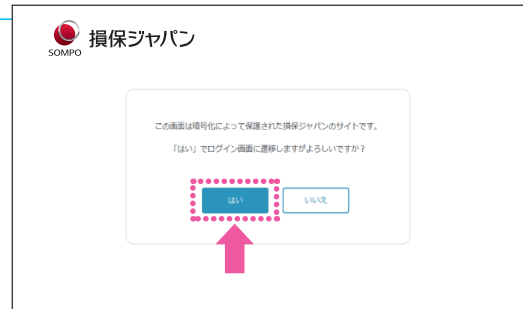 SOMPO 損保ジャパン
この画面は暗号化によって保護された損保ジャパンのサイトです。
「はい」でログイン画面に遷移しますがよろしいですか？
はい いいえ